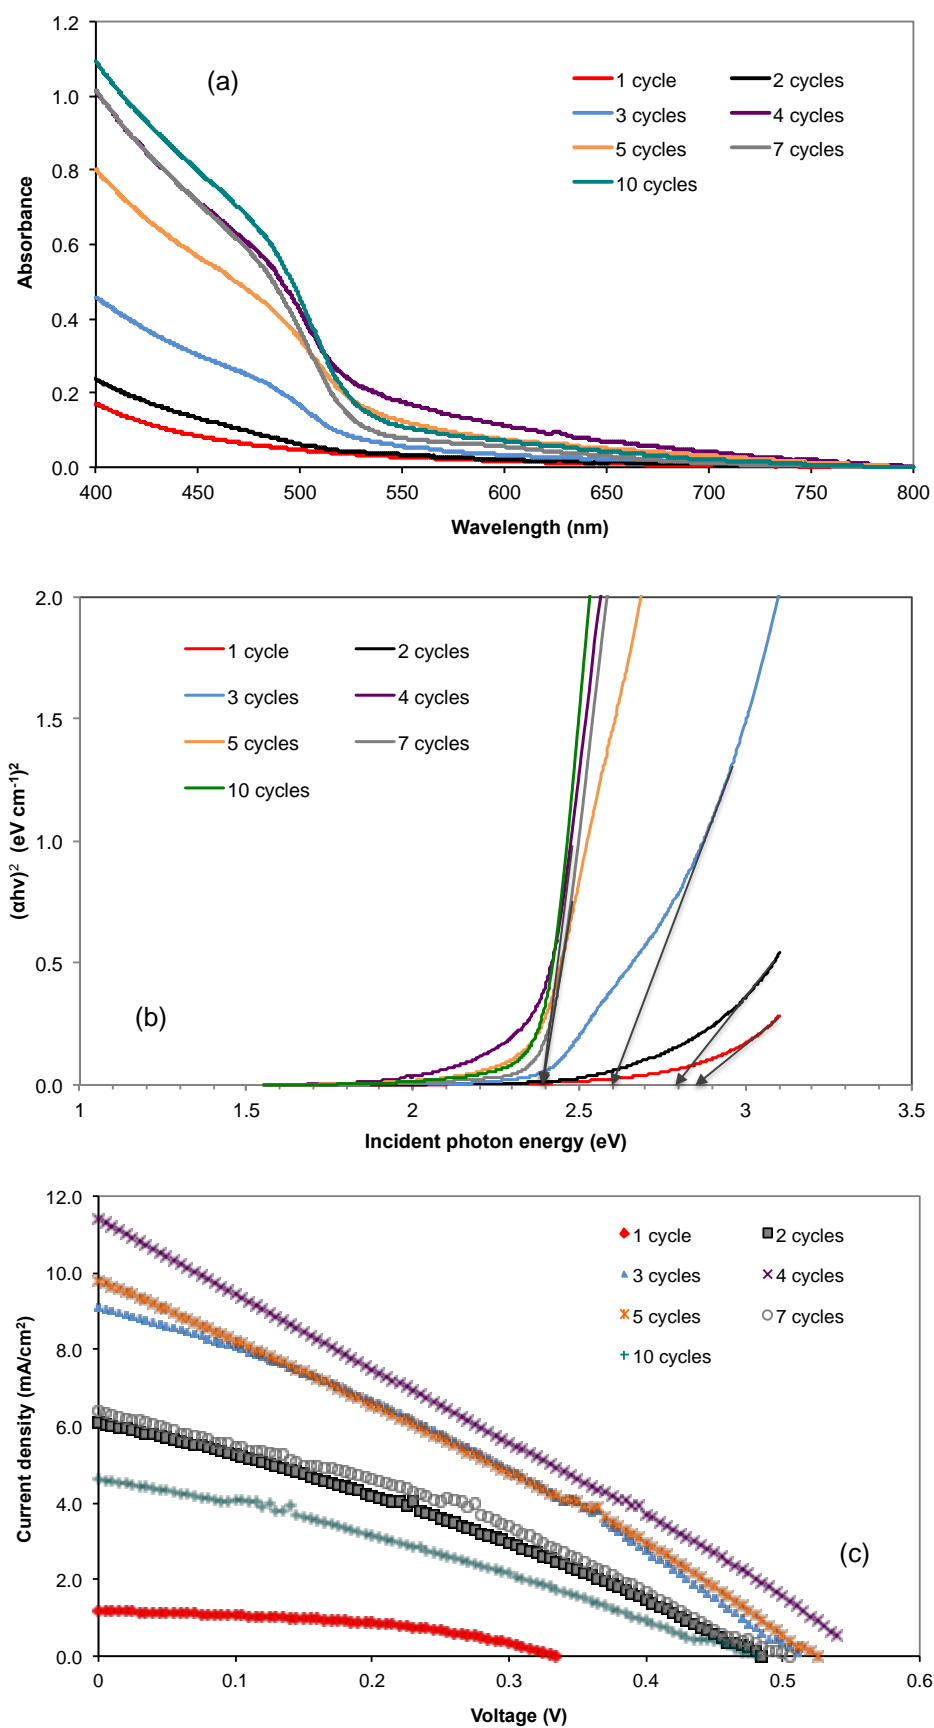 (a)
1 cycle 2 cycles
3 cycles 4 cycles
5 cycles 7 cycles
10 cycles
1.2
1.0
0.8
0.6
0.4
0.2
0.0
Absorbance
400 450 500 550 600 650 700 750 800
Wavelength (nm)
2.0
1.5
1.0
0.5
0.0
(αhν)² (eV cm⁻¹)²
1 cycle 2 cycles
3 cycles 4 cycles
5 cycles 7 cycles
10 cycles
(b)
1 1.5 2 2.5 3 3.5
Incident photon energy (eV)
12.0
10.0
8.0
6.0
4.0
2.0
0.0
Current density (mA/cm²)
1 cycle 2 cycles
3 cycles 4 cycles
5 cycles 7 cycles
10 cycles
(c)
0 0.1 0.2 0.3 0.4 0.5 0.6
Voltage (V)